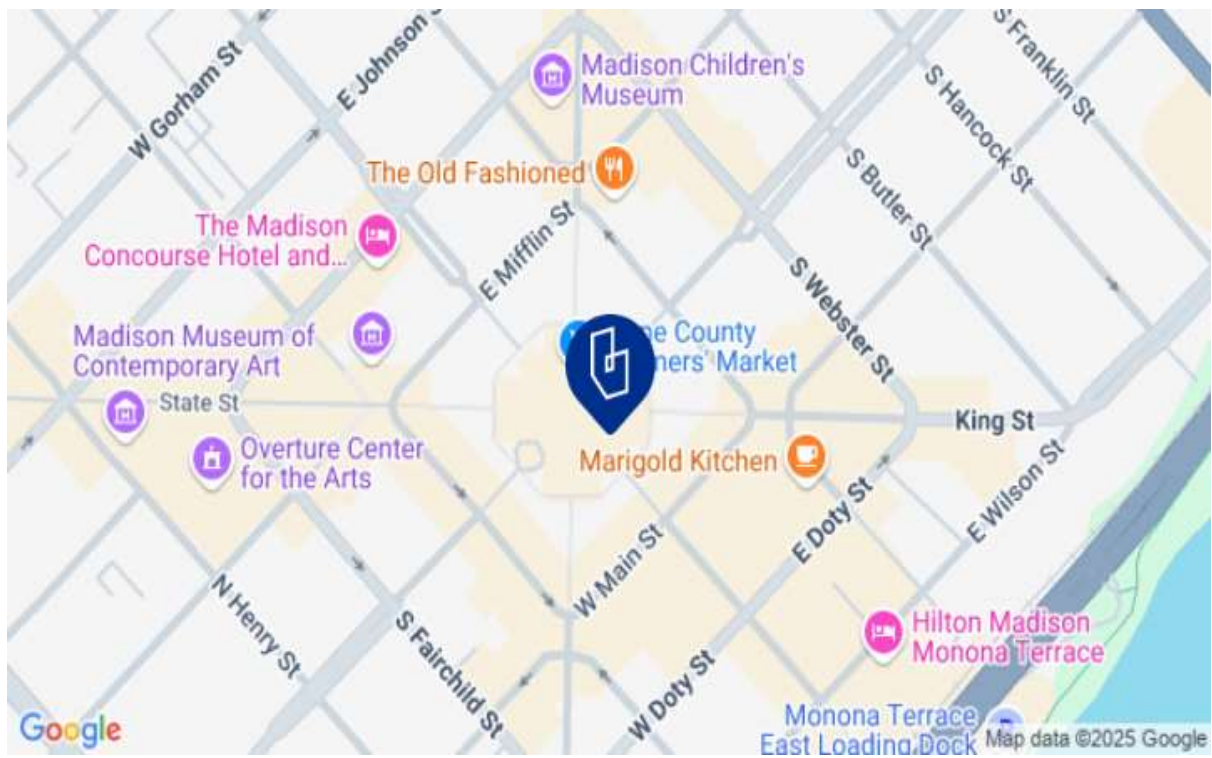 S Franklin St
E Johnson St
Madison Children's
Museum
W Gorham St
S Hancock St
The Old Fashioned
S Butler St
The Madison
Concourse Hotel and...
E Mifflin St
S Webster St
Madison Museum of
Contemporary Art
County
Market
State St
King St
Overture Center
for the Arts
Marigold Kitchen
E Doty St
E Wilson St
W Main St
N Henry St
S Fairchild St
Hilton Madison
Monona Terrace
W Doty St
Monona Terrace
East Loading Dock
Google
Map data ©2025 Google